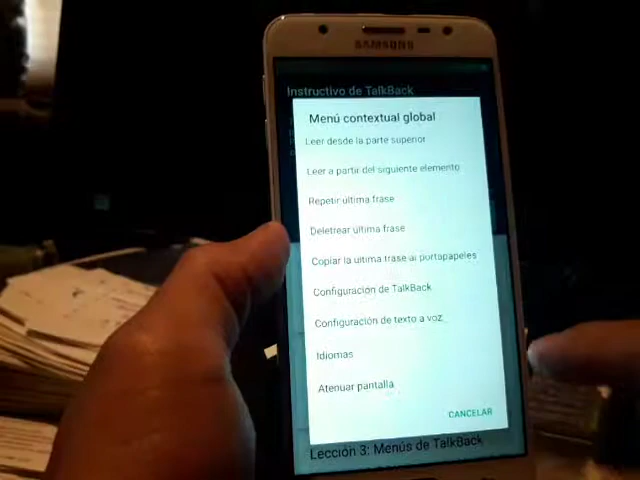 SAMSUNG
Instructivo de TalkBack
Menú contextual global
Leer desde la parte superior
Leer a partir del siguiente elemento
Repetir última frase
Deletrear última frase
Copiar la última frase al portapapeles
Configuración de TalkBack
Configuración de texto a voz
Idiomas
Atenuar pantalla
CANCELAR
Lección 3: Menús de TalkBack